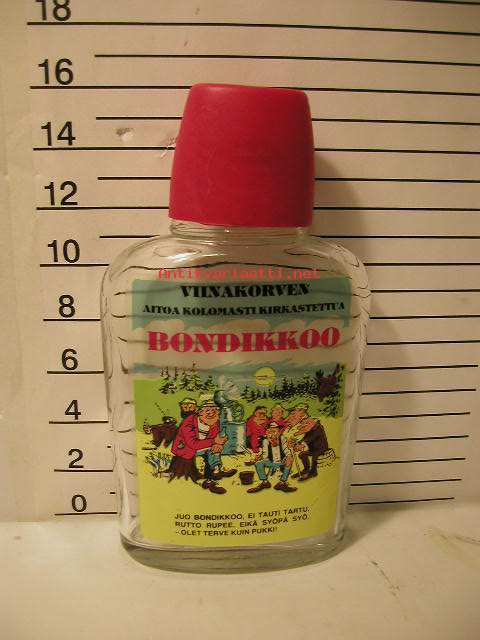 18
16
14
12
10
8
6
4
2
0
Antikvariaatti.net
VIINAKORVEN
AITOA KOLOMASTI KIRKASTETTUA
BONDIKKOO
JUO BONDIKKOO, EI TAUTI TARTU,
RUTTO RUPEE, EIKÄ SYÖPÄ SYÖ.
– OLET TERVE KUIN PUKKI!